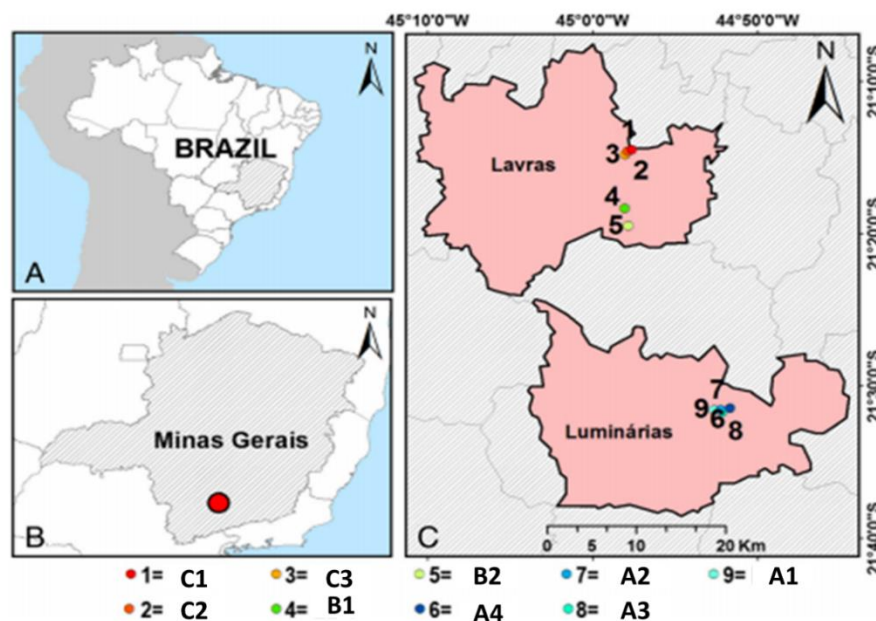 45°10'0"W 45°0'0"W 44°50'0"W
N
BRAZIL
A
N
Minas Gerais
B
N
21°10'0"S
1
3
2
Lavras
4
5
21°20'0"S
21°30'0"S
7
9
6
8
Luminárias
0 5 10 20 Km
C
21°40'0"S
1= C1 3= C3 5= B2 7= A2 9= A1
2= C2 4= B1 6= A4 8= A3